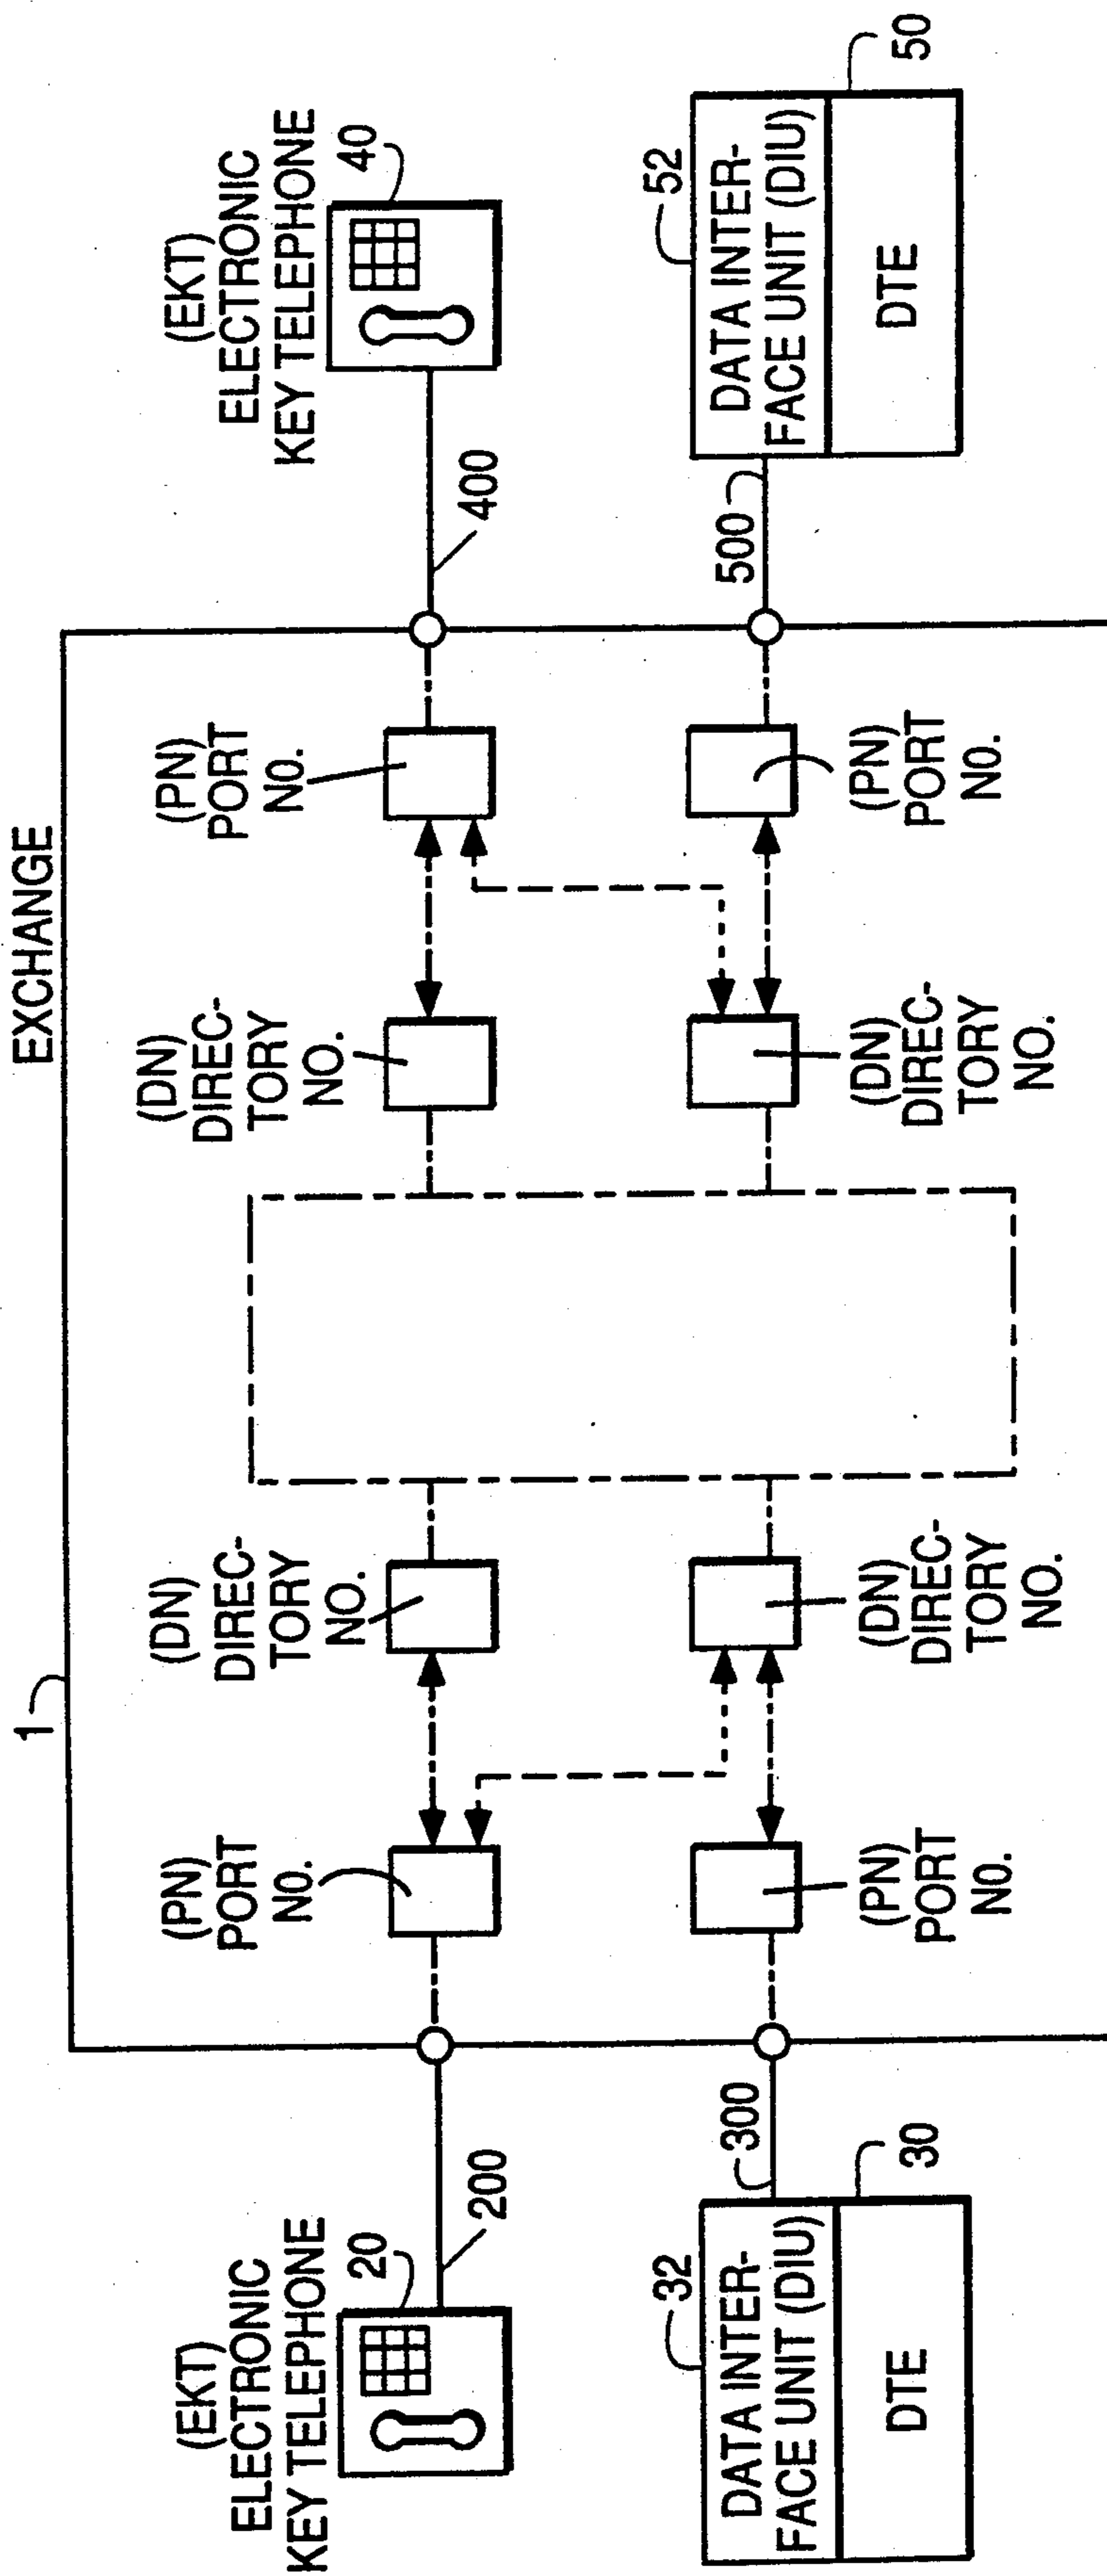 EXCHANGE
1
(EKT)
ELECTRONIC
KEY TELEPHONE
20
200
(PN)
PORT
NO.
(DN)
DIREC-
TORY
NO.
(DN)
DIREC-
TORY
NO.
(PN)
PORT
NO.
(EKT)
ELECTRONIC
KEY TELEPHONE
40
400
32
DATA INTER-
FACE UNIT (DIU)
DTE
30
300
(PN)
PORT
NO.
(DN)
DIREC-
TORY
NO.
(DN)
DIREC-
TORY
NO.
(PN)
PORT
NO.
500
52
DATA INTER-
FACE UNIT (DIU)
DTE
50